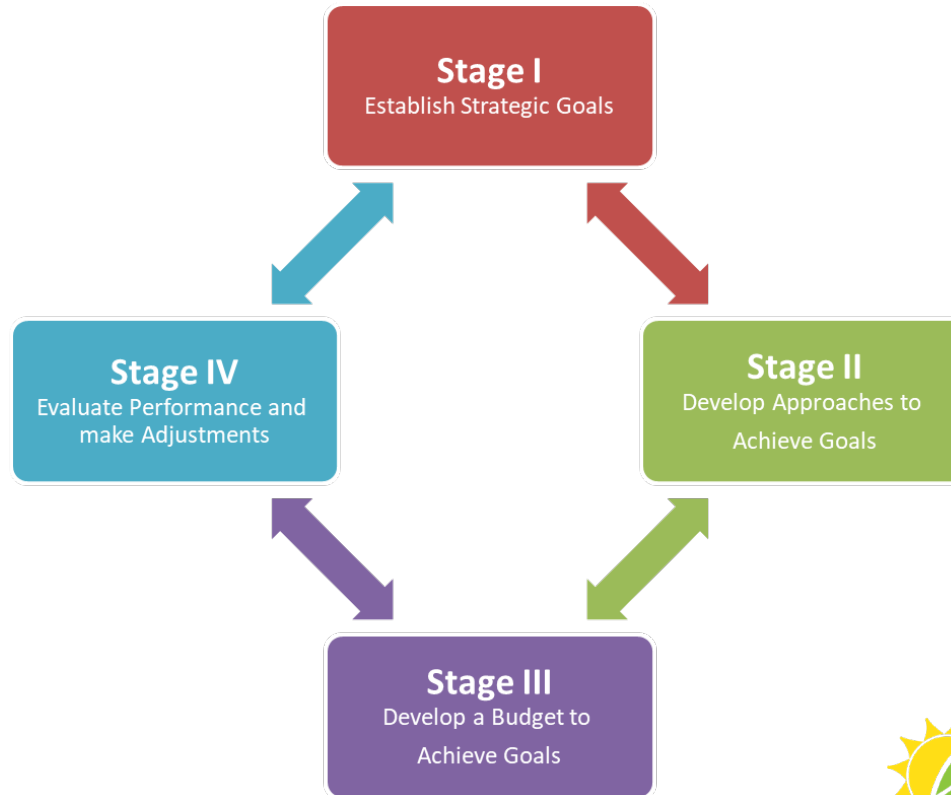 Stage I
Establish Strategic Goals
Stage IV
Evaluate Performance and
make Adjustments
Stage II
Develop Approaches to
Achieve Goals
Stage III
Develop a Budget to
Achieve Goals